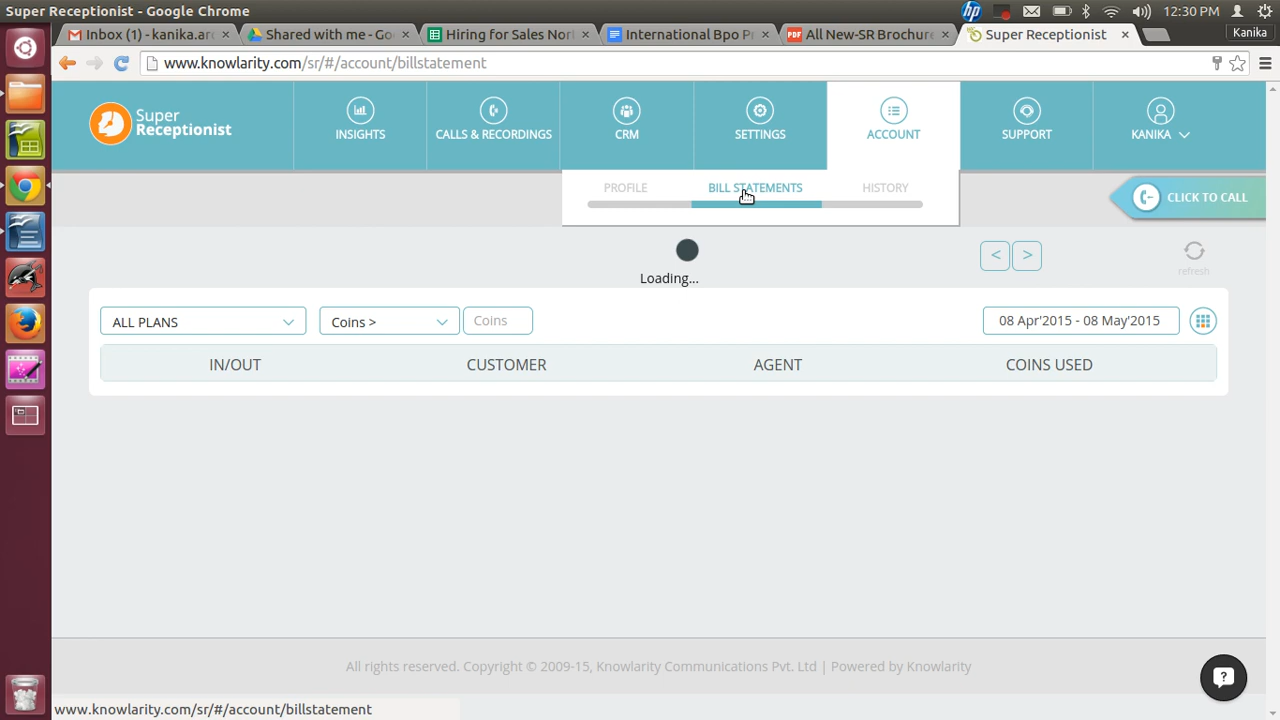 Super Receptionist - Google Chrome
12:30 PM
Inbox (1) - kanika.ar
Shared with me - Go
Hiring for Sales Nor
International Bpo Pr
All New-SR Brochur
Super Receptionist
Kanika
www.knowlarity.com/sr/#/account/billstatement
Super
Receptionist
INSIGHTS
CALLS & RECORDINGS
CRM
SETTINGS
ACCOUNT
SUPPORT
KANIKA
PROFILE
BILL STATEMENTS
HISTORY
CLICK TO CALL
Loading...
< >
refresh
ALL PLANS
Coins >
Coins
08 Apr'2015 - 08 May'2015
IN/OUT CUSTOMER AGENT COINS USED
All rights reserved. Copyright © 2009-15, Knowlarity Communications Pvt. Ltd | Powered by Knowlarity
www.knowlarity.com/sr/#/account/billstatement